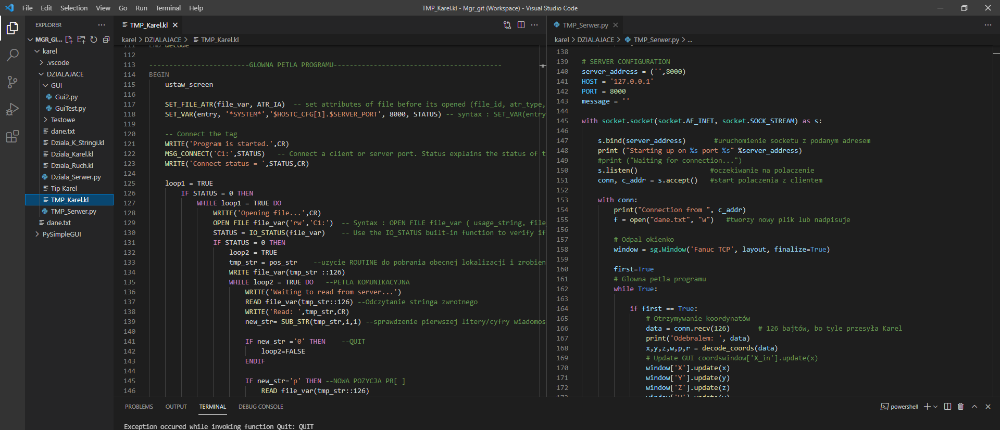 File Edit Selection View Go Run Terminal Help
TMP_Karel.kl - Mgr_git (Workspace) - Visual Studio Code
EXPLORER
MGR_GI...
karel
.vscode
DZIALAJACE
GUI
Gui2.py
GuiTest.py
Testowe
dane.txt
Dziala_K_Stringi.kl
Dziala_Karel.kl
Dziala_Ruch.kl
Dziala_Serwer.py
Tip Karel
TMP_Karel.kl
TMP_Serwer.py
dane.txt
PySimpleGUI
TMP_Karel.kl
karel > DZIALAJACE > TMP_Karel.kl
111 END decode
112
113 -------------------------GLOWNA PETLA PROGRAMU------------------------------------------
114 BEGIN
115 ustaw_screen
116
117 SET_FILE_ATR(file_var, ATR_IA) -- set attributes of file before its opened (file_id, atr_type,
118 SET_VAR(entry, '*SYSTEM*','$HOSTC_CFG[1].$SERVER_PORT', 8000, STATUS) -- syntax : SET_VAR(entry
119
120 -- Connect the tag
121 WRITE('Program is started.',CR)
122 MSG_CONNECT('C1:',STATUS) -- Connect a client or server port. Status explains the status of t
123 WRITE('Connect status = ',STATUS,CR)
124
125 loop1 = TRUE
126 IF STATUS = 0 THEN
127 WHILE loop1 = TRUE DO
128 WRITE('Opening file...',CR)
129 OPEN FILE file_var('rw','C1:') -- Syntax : OPEN FILE file_var ( usage_string, file_
130 STATUS = IO_STATUS(file_var) -- Use the IO_STATUS built-in function to verify if
131 IF STATUS = 0 THEN
132 loop2 = TRUE
133 tmp_str = pos_str --uzycie ROUTINE do pobrania obecnej lokalizacji i zrobien
134 WRITE file_var(tmp_str ::126)
135 WHILE loop2 = TRUE DO --PETLA KOMUNIKACYJNA
136 WRITE('Waiting to read from server...')
137 READ file_var(tmp_str::126) --Odczytanie stringa zwrotnego
138 WRITE('Read: ',tmp_str,CR)
139 new_str= SUB_STR(tmp_str,1,1) --sprawdzenie pierwszej litery/cyfry wiadomos
140
141 IF new_str ='0' THEN --QUIT
142 loop2=FALSE
143 ENDIF
144
145 IF new_str='p' THEN --NOWA POZYCJA PR[ ]
146 READ file_var(tmp_str::126)
TMP_Serwer.py
karel > DZIALAJACE > TMP_Serwer.py > ...
138
139 # SERVER CONFIGURATION
140 server_address = ('',8000)
141 HOST = '127.0.0.1'
142 PORT = 8000
143 message = ''
144
145 with socket.socket(socket.AF_INET, socket.SOCK_STREAM) as s:
146
147 s.bind(server_address) #uruchomienie socketu z podanym adresem
148 print ("Starting up on %s port %s" %server_address)
149 #print ("Waiting for connection...")
150 s.listen() #oczekiwanie na polaczenie
151 conn, c_addr = s.accept() #start polaczenia z clientem
152
153 with conn:
154 print("Connection from ", c_addr)
155 f = open("dane.txt", "w") #tworzy nowy plik lub nadpisuje
156
157 # Odpal okienko
158 window = sg.Window('Fanuc TCP', layout, finalize=True)
159
160 first=True
161 # Glowna petla programu
162 while True:
163
164 if first == True:
165 # Otrzymywanie koordynatów
166 data = conn.recv(126) # 126 bajtów, bo tyle przesyła Karel
167 print('Odebralem: ', data)
168 x,y,z,w,p,r = decode_coords(data)
169 # Update GUI coordswindow['X_in'].update(x)
170 window['X'].update(x)
171 window['Y'].update(y)
172 window['Z'].update(z)
173 window['W'].update(w)
PROBLEMS OUTPUT TERMINAL DEBUG CONSOLE
powershell
Exception occured while invoking function Quit: QUIT